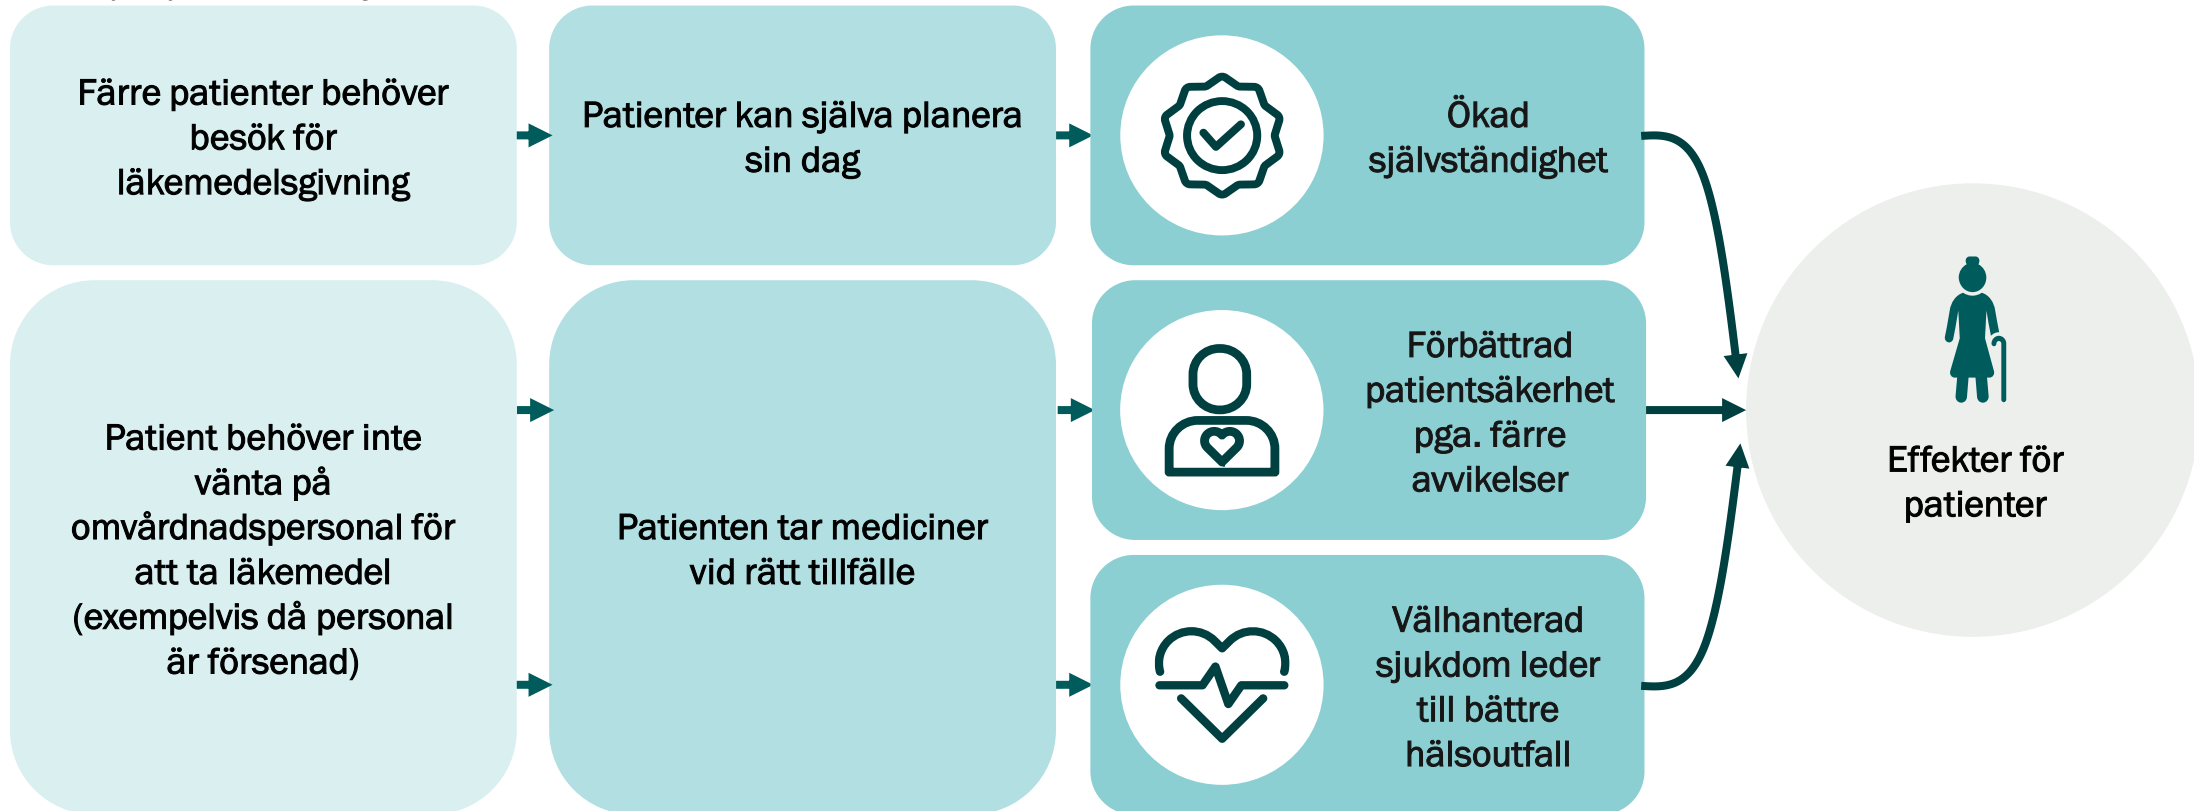 Färre patienter behöver
besök för
läkemedelsgivning
Patienter kan själva planera
sin dag
Ökad
självständighet
Patient behöver inte
vänta på
omvårdnadspersonal för
att ta läkemedel
(exempelvis då personal
är försenad)
Patienten tar mediciner
vid rätt tillfälle
Förbättrad
patientsäkerhet
pga. färre
avvikelser
Välhanterad
sjukdom leder
till bättre
hälsoutfall
Effekter för
patienter